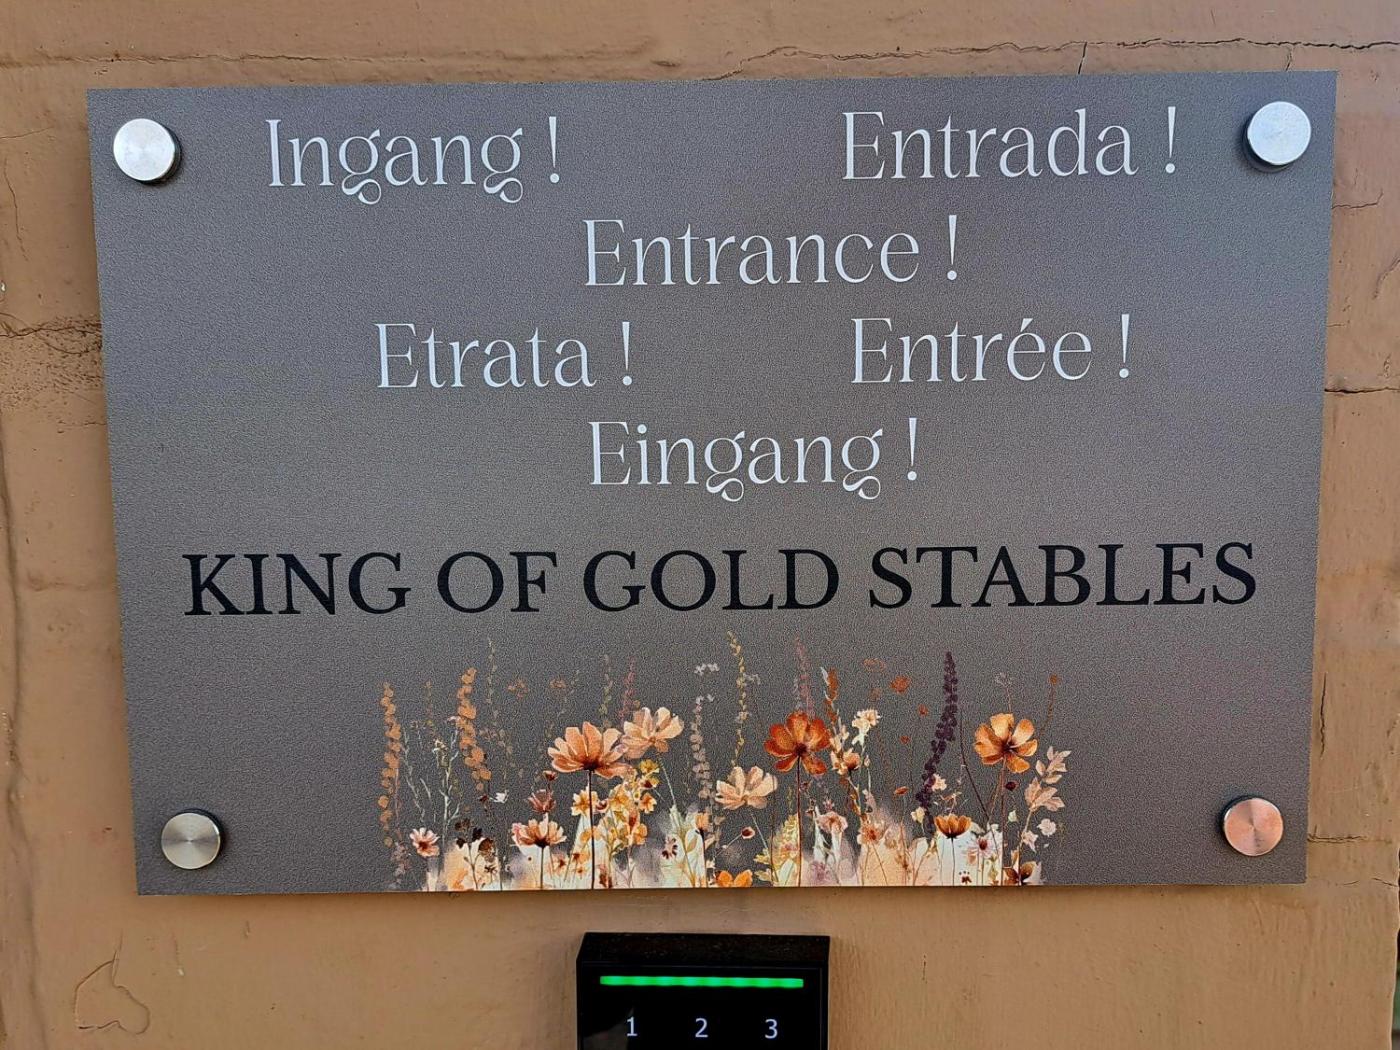 Ingang ! Entrada !
Entrance !
Etrata ! Entrée !
Eingang !
KING OF GOLD STABLES
1 2 3